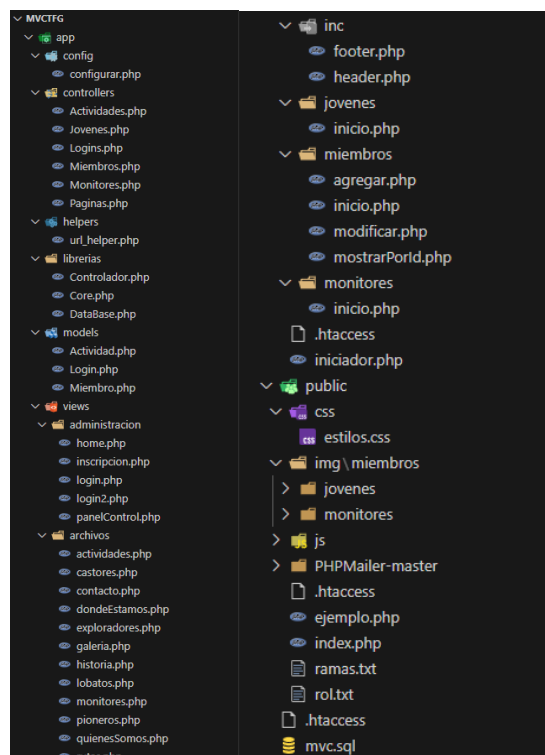 MVCTFG
app
config
configurar.php
controllers
Actividades.php
Jovenes.php
Logins.php
Miembros.php
Monitores.php
Paginas.php
helpers
url_helper.php
librerias
Controlador.php
Core.php
DataBase.php
models
Actividad.php
Login.php
Miembro.php
views
administracion
home.php
inscripcion.php
login.php
login2.php
panelControl.php
archivos
actividades.php
castores.php
contacto.php
dondeEstamos.php
exploradores.php
galeria.php
historia.php
lobatos.php
monitores.php
pioneros.php
quienesSomos.php
inc
footer.php
header.php
jovenes
inicio.php
miembros
agregar.php
inicio.php
modificar.php
mostrarPorId.php
monitores
inicio.php
.htaccess
iniciador.php
public
css
estilos.css
img\miembros
jovenes
monitores
js
PHPMailer-master
.htaccess
ejemplo.php
index.php
ramas.txt
rol.txt
.htaccess
mvc.sql